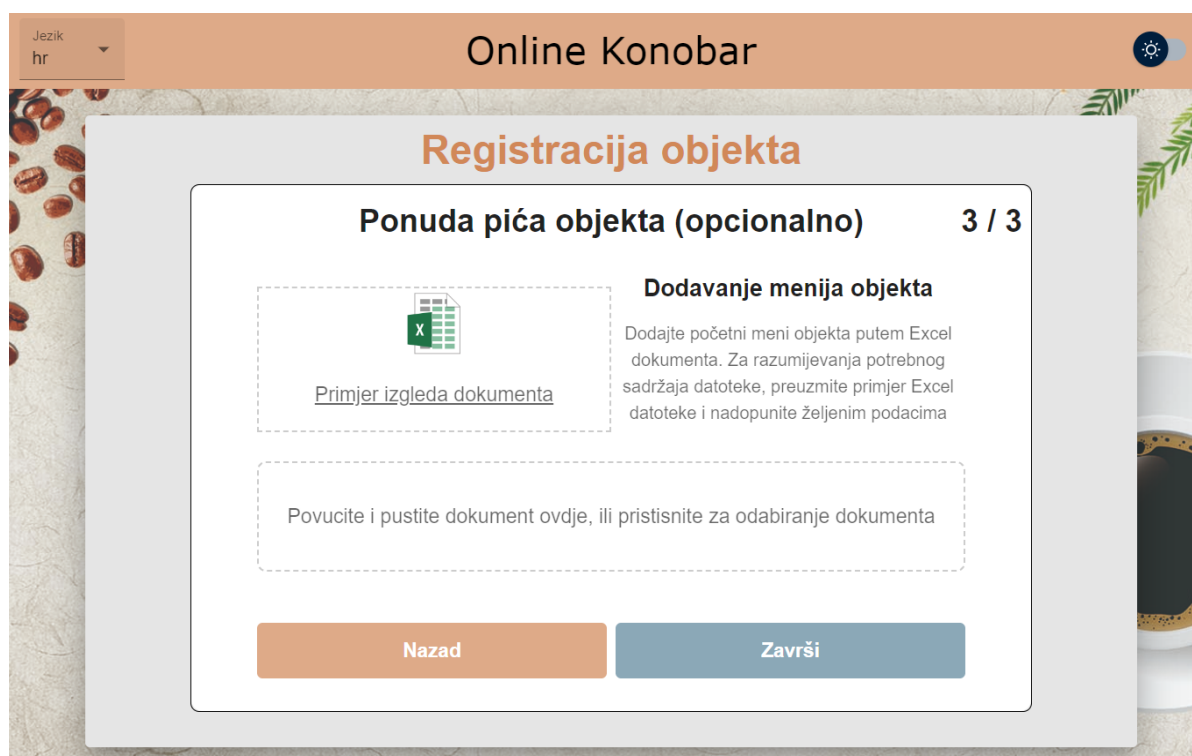 Jezik
hr
Online Konobar
Registracija objekta
Ponuda pića objekta (opcionalno)
3 / 3
X
Primjer izgleda dokumenta
Dodavanje menija objekta
Dodajte početni meni objekta putem Excel
dokumenta. Za razumijevanja potrebnog
sadržaja datoteke, preuzmite primjer Excel
datoteke i nadopunite željenim podacima
Povucite i pustite dokument ovdje, ili pristisnite za odabiranje dokumenta
Nazad
Završi